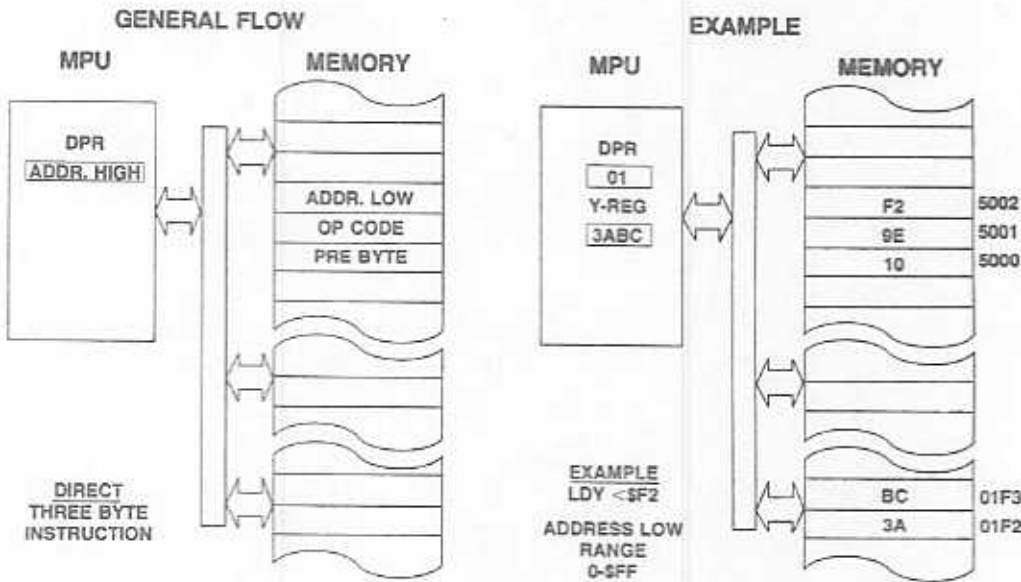 GENERAL FLOW
MPU
MEMORY
DPR
ADDR. HIGH
ADDR. LOW
OP CODE
PRE BYTE
DIRECT
THREE BYTE
INSTRUCTION
EXAMPLE
MPU
MEMORY
DPR
01
Y-REG
3ABC
F2 5002
9E 5001
10 5000
EXAMPLE
LDY <$F2
ADDRESS LOW
RANGE
0-$FF
BC 01F3
3A 01F2